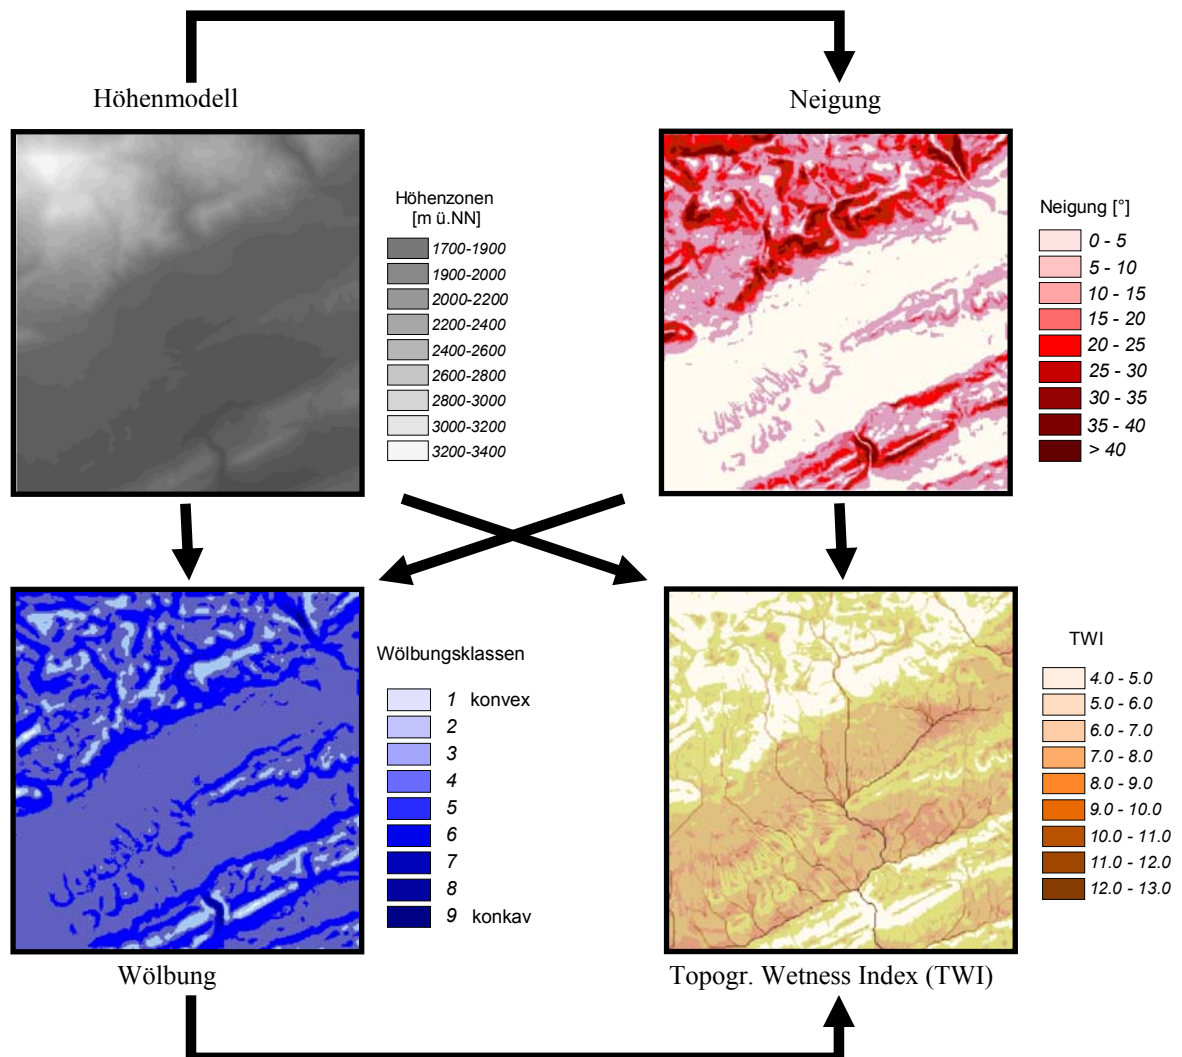 Höhenmodell
Neigung
Höhenzonen
[m ü.NN]
1700-1900
1900-2000
2000-2200
2200-2400
2400-2600
2600-2800
2800-3000
3000-3200
3200-3400
Neigung [°]
0 - 5
5 - 10
10 - 15
15 - 20
20 - 25
25 - 30
30 - 35
35 - 40
> 40
Wölbungsklassen
1 konvex
2
3
4
5
6
7
8
9 konkav
TWI
4.0 - 5.0
5.0 - 6.0
6.0 - 7.0
7.0 - 8.0
8.0 - 9.0
9.0 - 10.0
10.0 - 11.0
11.0 - 12.0
12.0 - 13.0
Wölbung
Topogr. Wetness Index (TWI)